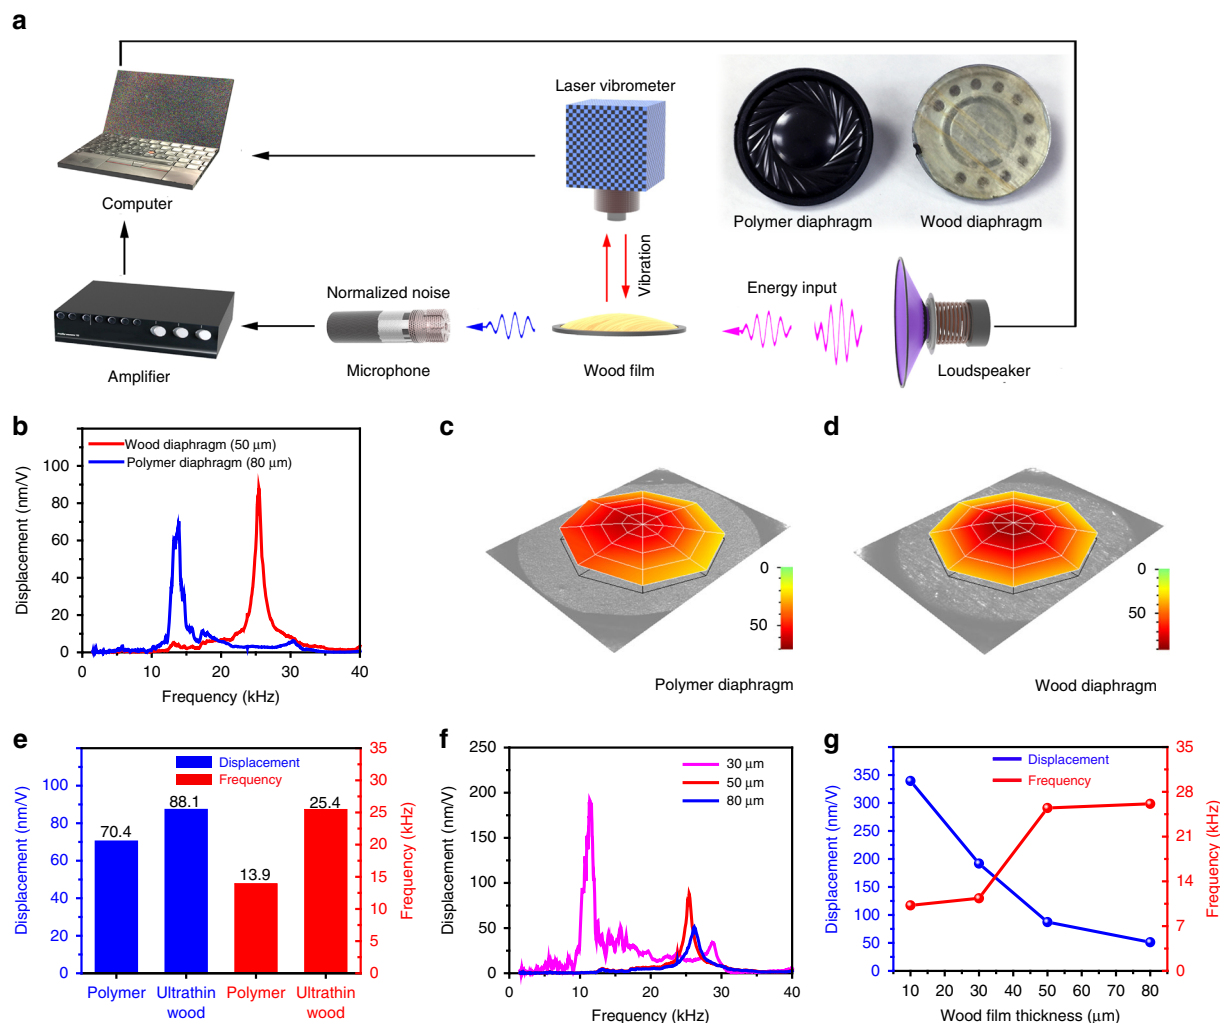 a
Laser vibrometer
Computer
Polymer diaphragm
Wood diaphragm
Vibration
Normalized noise
Energy input
Amplifier
Microphone
Wood film
Loudspeaker
b
Displacement (nm/V)
100
80
60
40
20
0
Wood diaphragm (50 μm)
Polymer diaphragm (80 μm)
0 10 20 30 40
Frequency (kHz)
c
0
50
Polymer diaphragm
d
0
50
Wood diaphragm
e
Displacement (nm/V)
100
80
60
40
20
0
Displacement
Frequency
70.4
88.1
13.9
25.4
35
30
25
20
15
10
5
0
Frequency (kHz)
Polymer Ultrathin Polymer Ultrathin
wood wood
f
Displacement (nm/V)
250
200
150
100
50
0
30 μm
50 μm
80 μm
0 10 20 30 40
Frequency (kHz)
g
Displacement (nm/V)
350
300
250
200
150
100
50
0
Displacement
Frequency
35
26
21
12
7
0
Frequency (kHz)
10 20 30 40 50 60 70 80
Wood film thickness (μm)